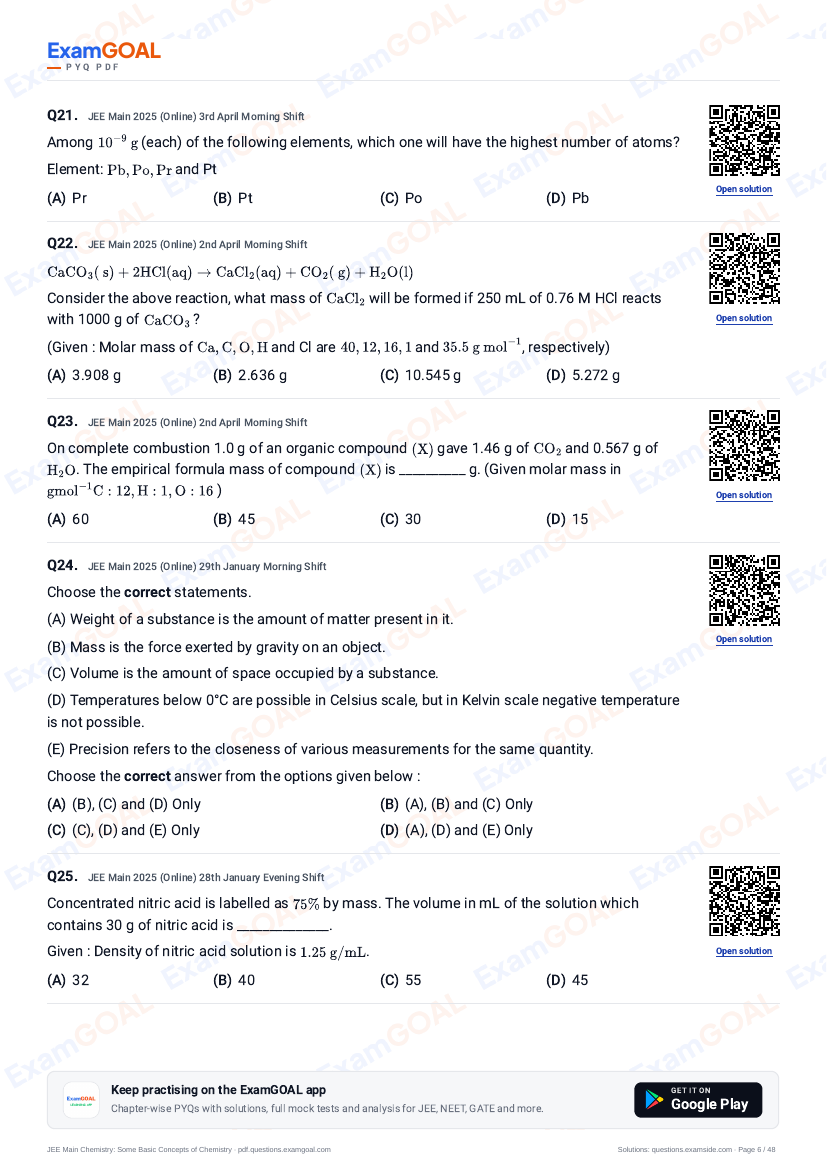 ExamGOAL
PYQ PDF
Q21. JEE Main 2025 (Online) 3rd April Morning Shift
Among 10⁻⁹ g (each) of the following elements, which one will have the highest number of atoms?
Element: Pb, Po, Pr and Pt
(A) Pr (B) Pt (C) Po (D) Pb
Open solution
Q22. JEE Main 2025 (Online) 2nd April Morning Shift
CaCO₃( s) + 2HCl(aq) → CaCl₂(aq) + CO₂( g) + H₂O(l)
Consider the above reaction, what mass of CaCl₂ will be formed if 250 mL of 0.76 M HCl reacts
with 1000 g of CaCO₃ ?
(Given : Molar mass of Ca, C, O, H and Cl are 40, 12, 16, 1 and 35.5 g mol⁻¹, respectively)
(A) 3.908 g (B) 2.636 g (C) 10.545 g (D) 5.272 g
Open solution
Q23. JEE Main 2025 (Online) 2nd April Morning Shift
On complete combustion 1.0 g of an organic compound (X) gave 1.46 g of CO₂ and 0.567 g of
H₂O. The empirical formula mass of compound (X) is _________ g. (Given molar mass in
gmol⁻¹C : 12, H : 1, O : 16 )
(A) 60 (B) 45 (C) 30 (D) 15
Open solution
Q24. JEE Main 2025 (Online) 29th January Morning Shift
Choose the correct statements.
(A) Weight of a substance is the amount of matter present in it.
(B) Mass is the force exerted by gravity on an object.
(C) Volume is the amount of space occupied by a substance.
(D) Temperatures below 0°C are possible in Celsius scale, but in Kelvin scale negative temperature
is not possible.
(E) Precision refers to the closeness of various measurements for the same quantity.
Choose the correct answer from the options given below :
(A) (B), (C) and (D) Only (B) (A), (B) and (C) Only
(C) (C), (D) and (E) Only (D) (A), (D) and (E) Only
Open solution
Q25. JEE Main 2025 (Online) 28th January Evening Shift
Concentrated nitric acid is labelled as 75% by mass. The volume in mL of the solution which
contains 30 g of nitric acid is _____________.
Given : Density of nitric acid solution is 1.25 g/mL.
(A) 32 (B) 40 (C) 55 (D) 45
Open solution
ExamGOAL
Keep practising on the ExamGOAL app
Chapter-wise PYQs with solutions, full mock tests and analysis for JEE, NEET, GATE and more.
GET IT ON
Google Play
JEE Main Chemistry: Some Basic Concepts of Chemistry · pdf.questions.examgoal.com
Solutions: questions.examside.com · Page 6 / 48